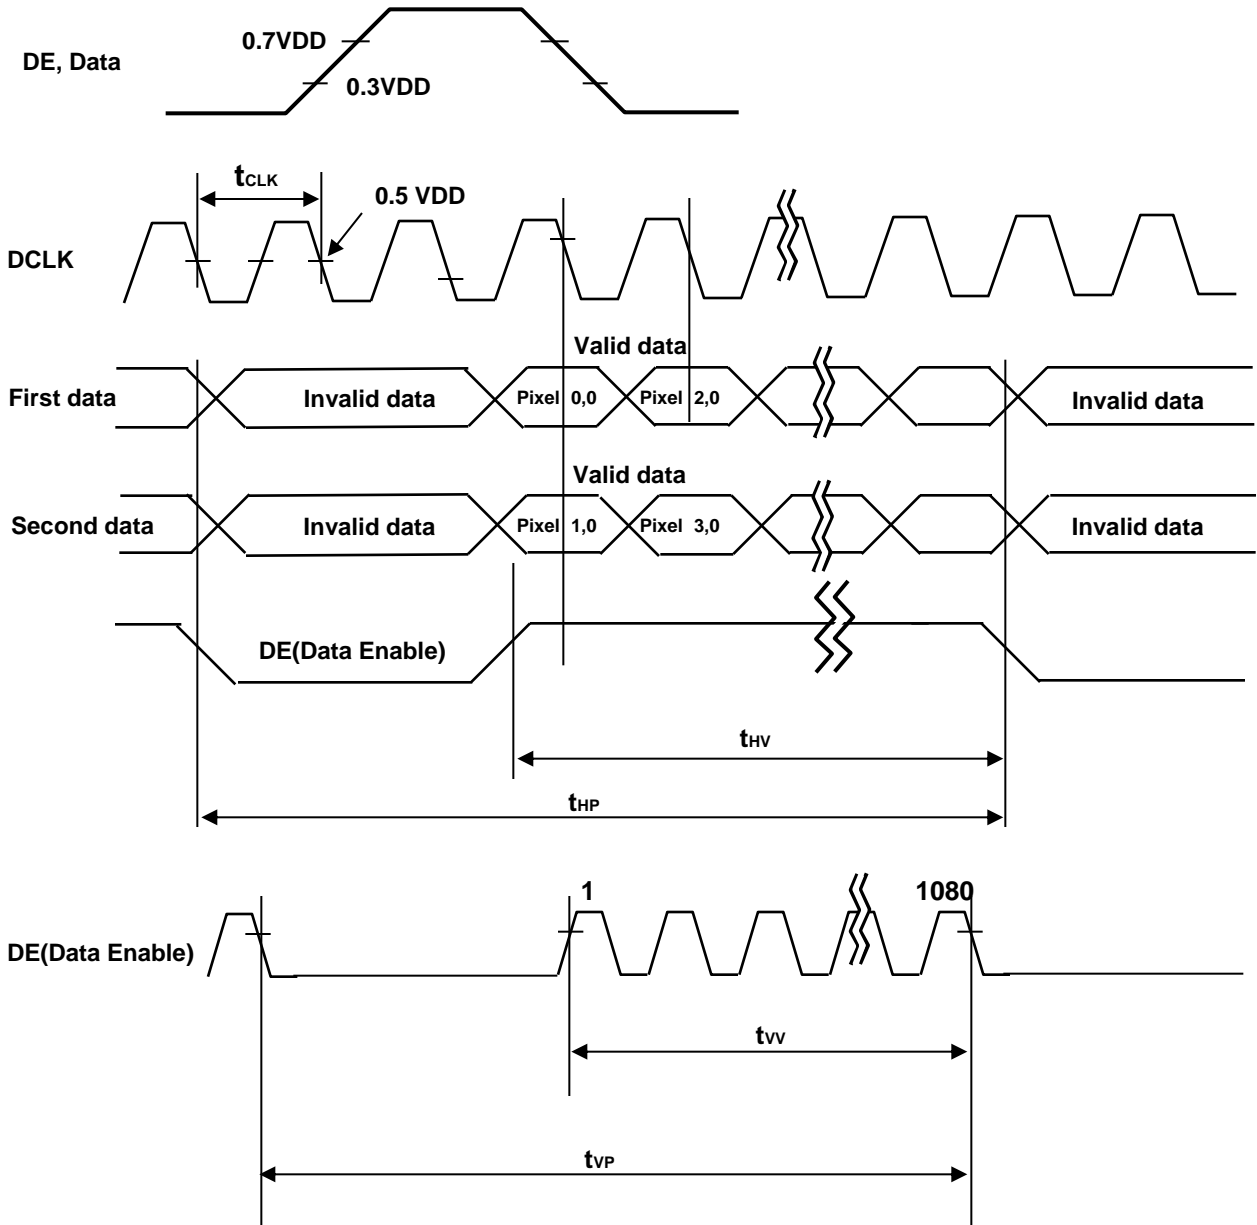 0.7VDD
DE, Data
0.3VDD
tCLK
0.5 VDD
DCLK
Valid data
First data
Invalid data
Pixel 0,0
Pixel 2,0
Invalid data
Valid data
Second data
Invalid data
Pixel 1,0
Pixel 3,0
Invalid data
DE(Data Enable)
tHV
tHP
1
1080
DE(Data Enable)
tVV
tVP